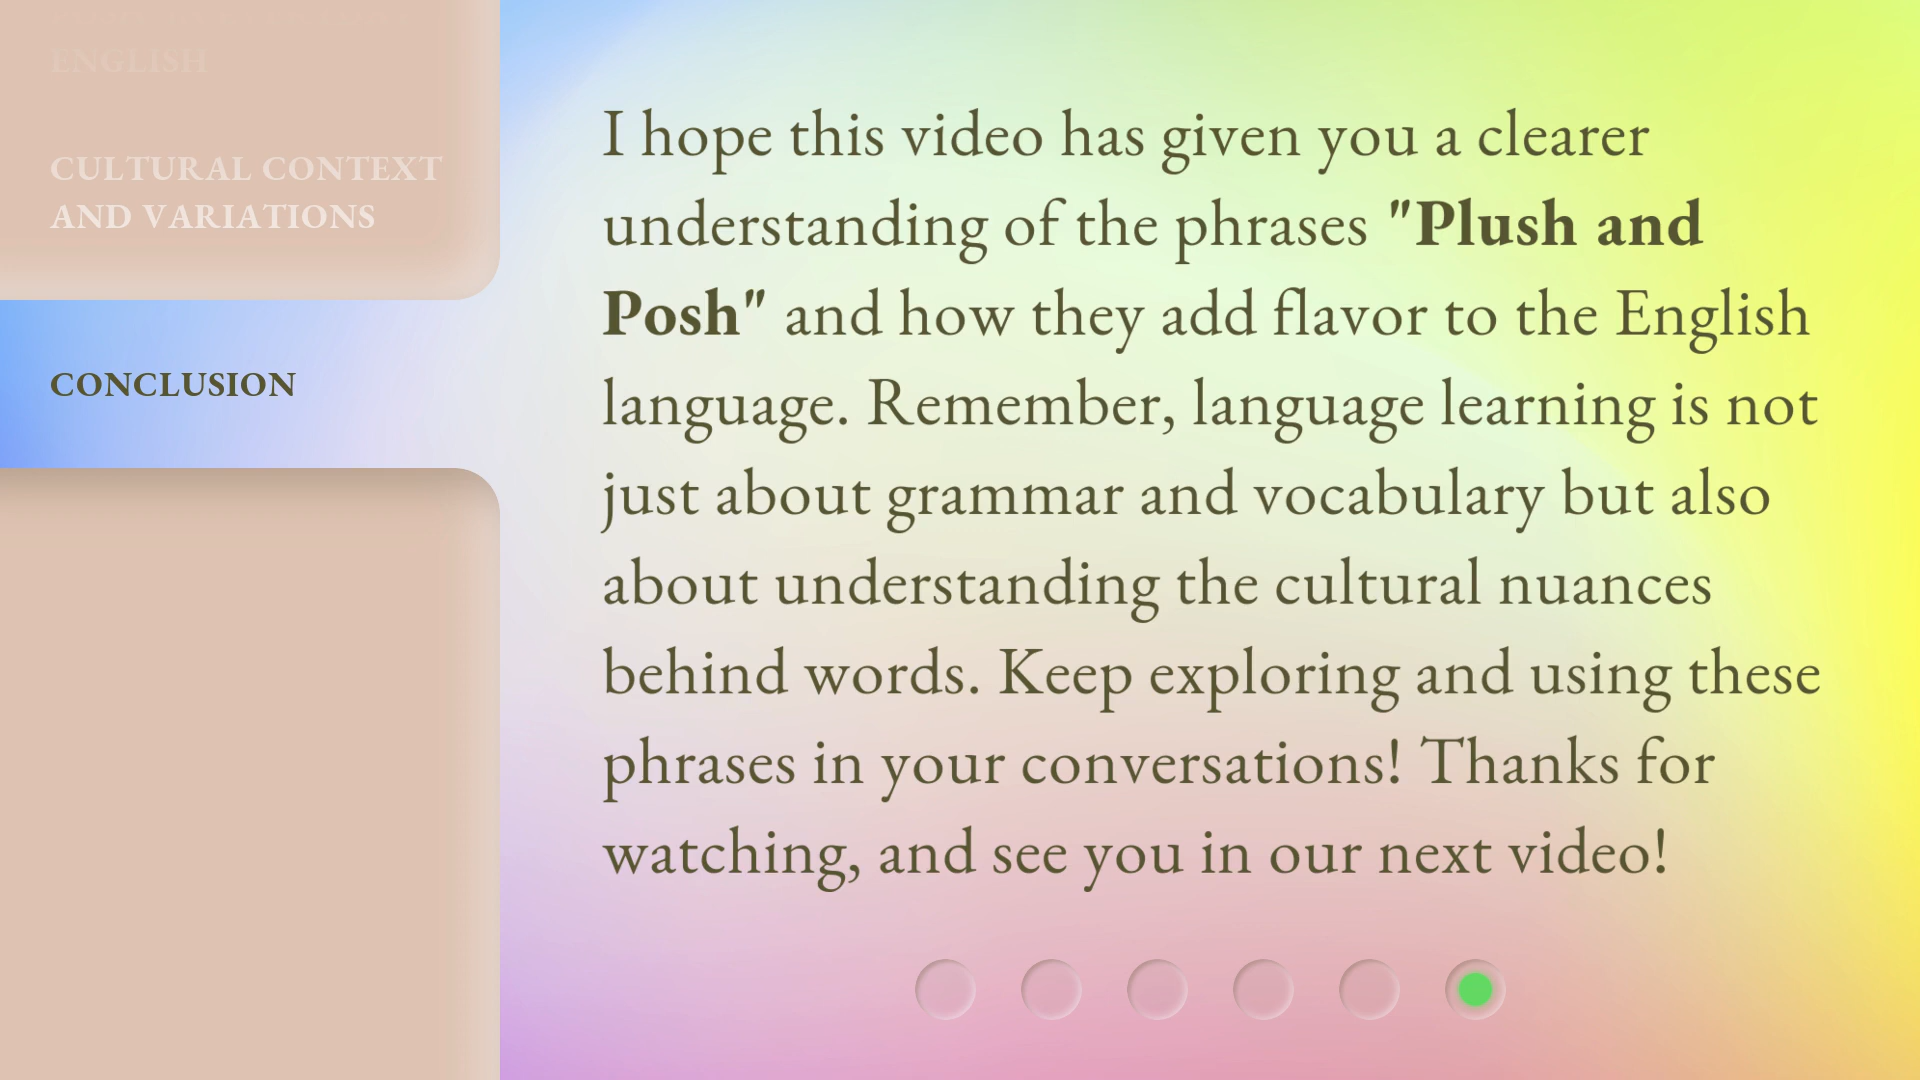 ENGLISH
CULTURAL CONTEXT
AND VARIATIONS
CONCLUSION
I hope this video has given you a clearer
understanding of the phrases "Plush and
Posh" and how they add flavor to the English
language. Remember, language learning is not
just about grammar and vocabulary but also
about understanding the cultural nuances
behind words. Keep exploring and using these
phrases in your conversations! Thanks for
watching, and see you in our next video!